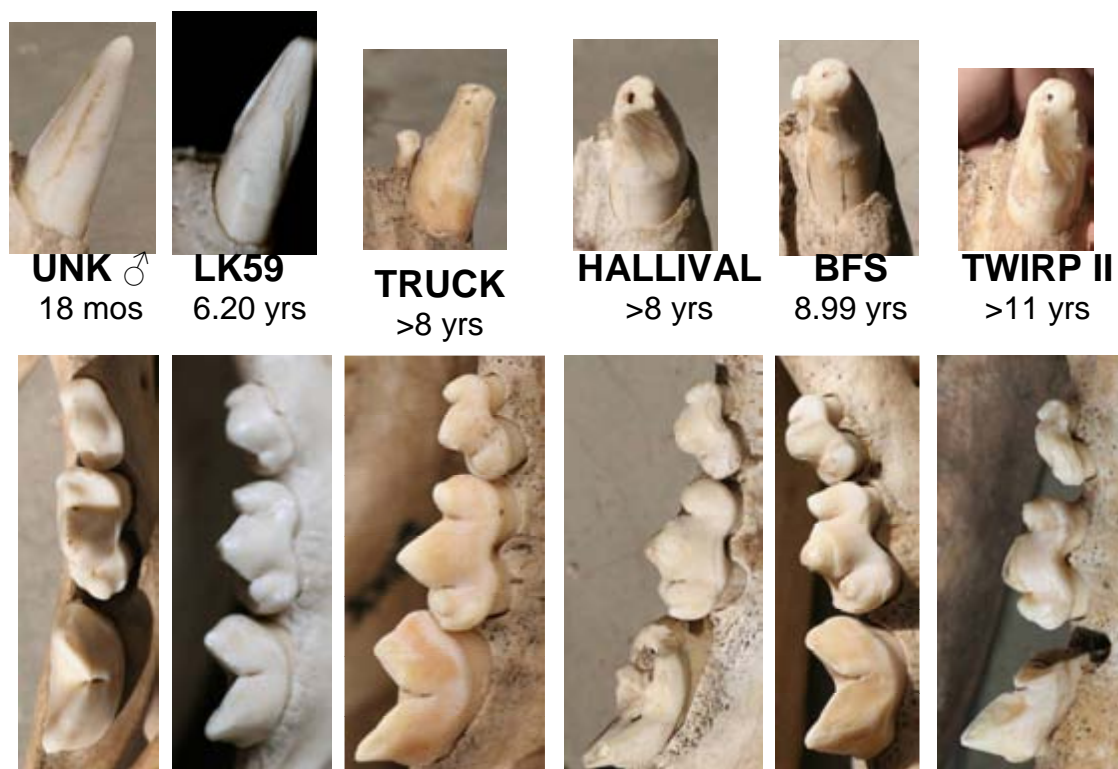 UNK ♂
18 mos
LK59
6.20 yrs
TRUCK
>8 yrs
HALLIVAL
>8 yrs
BFS
8.99 yrs
TWIRP II
>11 yrs